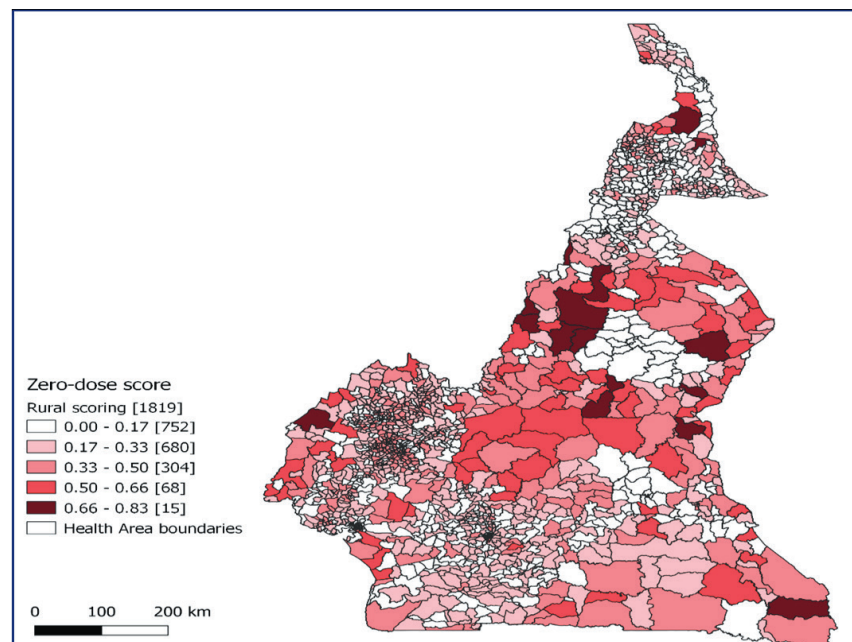 Zero-dose score
Rural scoring [1819]
0.00 - 0.17 [752]
0.17 - 0.33 [680]
0.33 - 0.50 [304]
0.50 - 0.66 [68]
0.66 - 0.83 [15]
Health Area boundaries
0 100 200 km